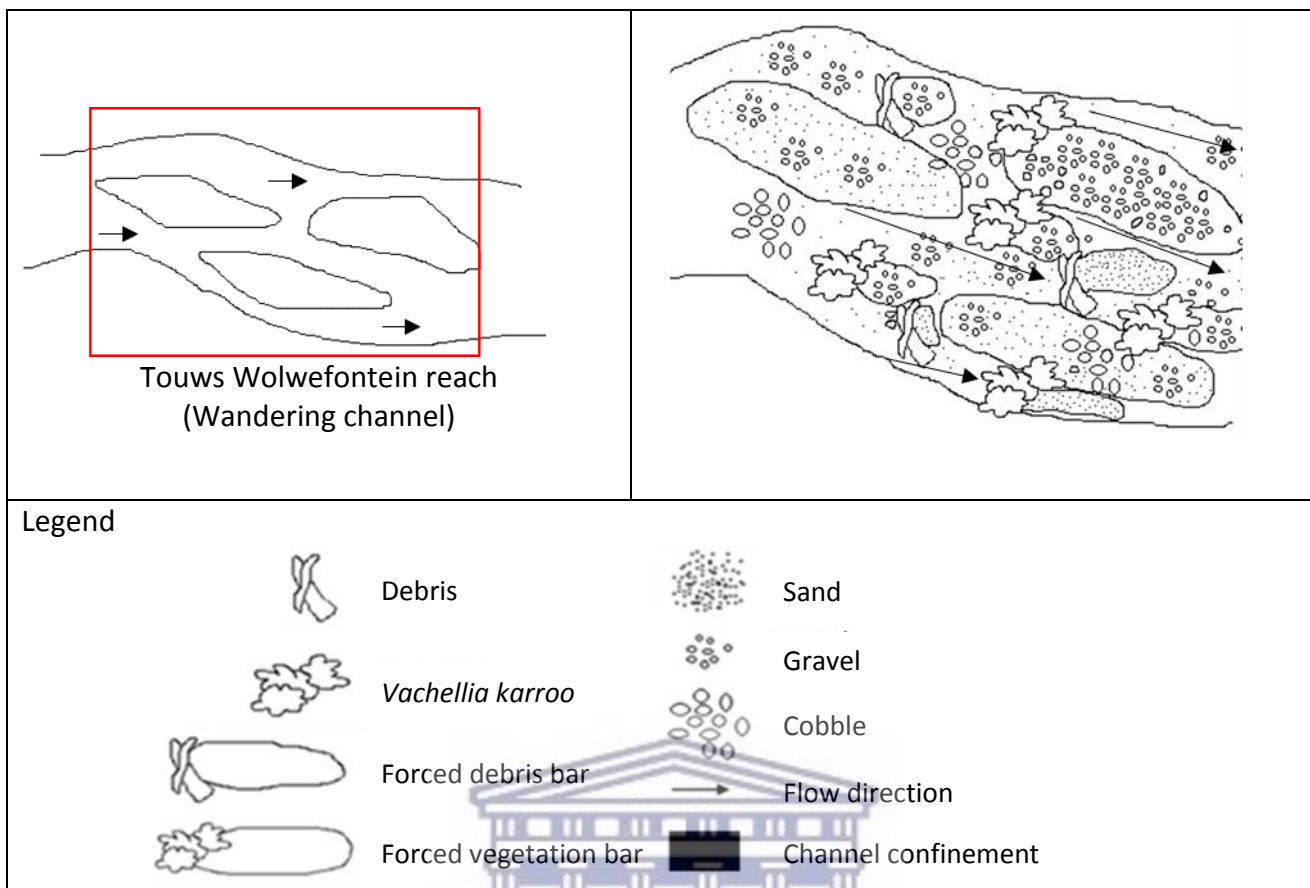 Touws Wolwefontein reach
(Wandering channel)
Legend
Debris
Vachellia karroo
Forced debris bar
Forced vegetation bar
Sand
Gravel
Cobble
Flow direction
Channel confinement